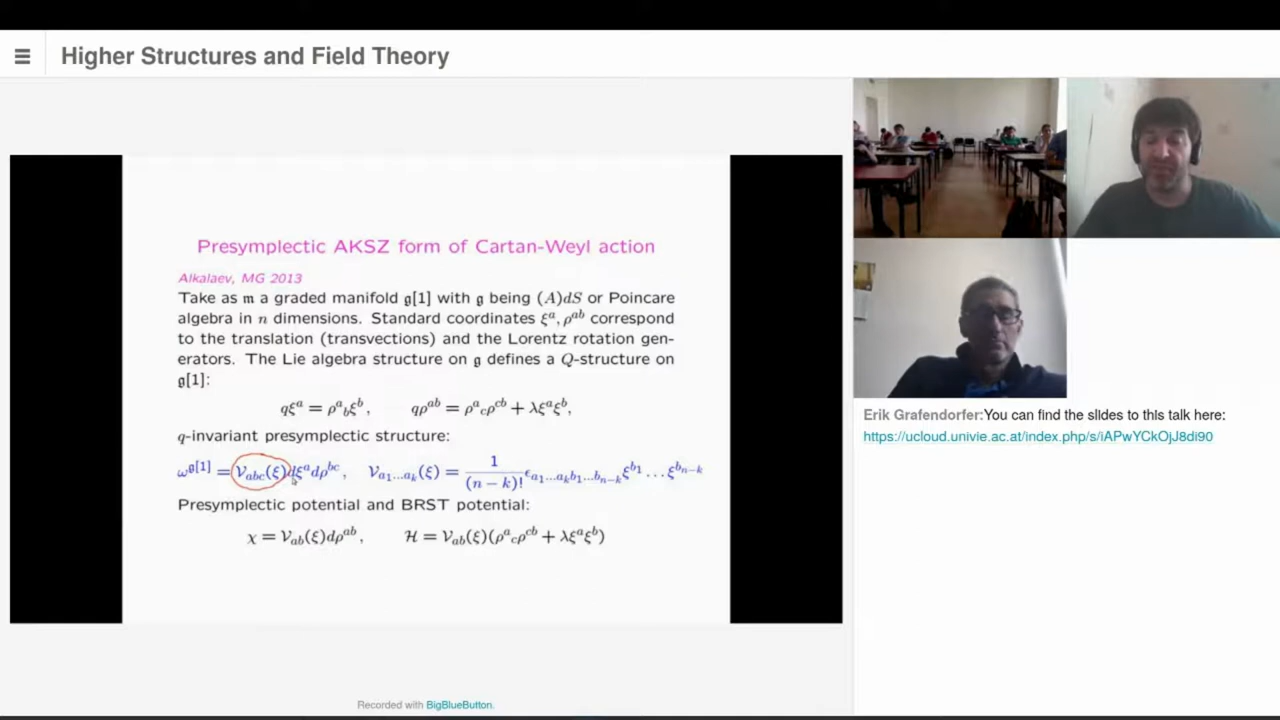 Higher Structures and Field Theory
Presymplectic AKSZ form of Cartan-Weyl action
Alkalaev, MG 2013
Take as 𝔪 a graded manifold 𝔤[1] with 𝔤 being (A)dS or Poincare
algebra in n dimensions. Standard coordinates ξᵃ, ρᵃᵇ correspond
to the translation (transvections) and the Lorentz rotation gen-
erators. The Lie algebra structure on 𝔤 defines a Q-structure on
𝔤[1]:
qξ^a = ρ^a_b ξ^b, qρ^{ab} = ρ^a_c ρ^{cb} + λξ^a ξ^b,
q-invariant presymplectic structure:
ω^{𝔤[1]} = 𝒱_{abc}(ξ)dξ^a dρ^{bc}, 𝒱_{a_1…a_k}(ξ) = \frac{1}{(n − k)!} ϵ_{a_1…a_k b_1…b_{n−k}} ξ^{b_1} … ξ^{b_{n−k}}
Presymplectic potential and BRST potential:
χ = 𝒱_{ab}(ξ)dρ^{ab}, ℋ = 𝒱_{ab}(ξ)(ρ^a_c ρ^{cb} + λξ^a ξ^b)
Erik Grafendorfer:You can find the slides to this talk here:
https://ucloud.univie.ac.at/index.php/s/iAPwYCkOjJ8di90
Recorded with BigBlueButton.